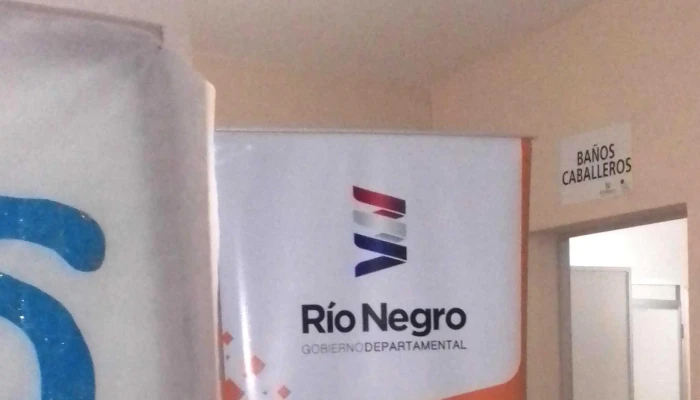 BAÑOS
CABALLEROS
Río Negro
GOBIERNODEPARTAMENTAL